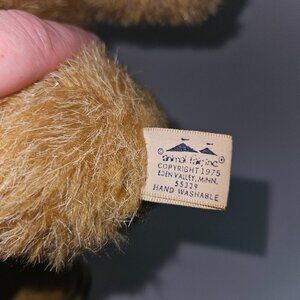 animal fair, inc.
COPYRIGHT 1975
EDEN VALLEY, MINN.
55329
HAND WASHABLE